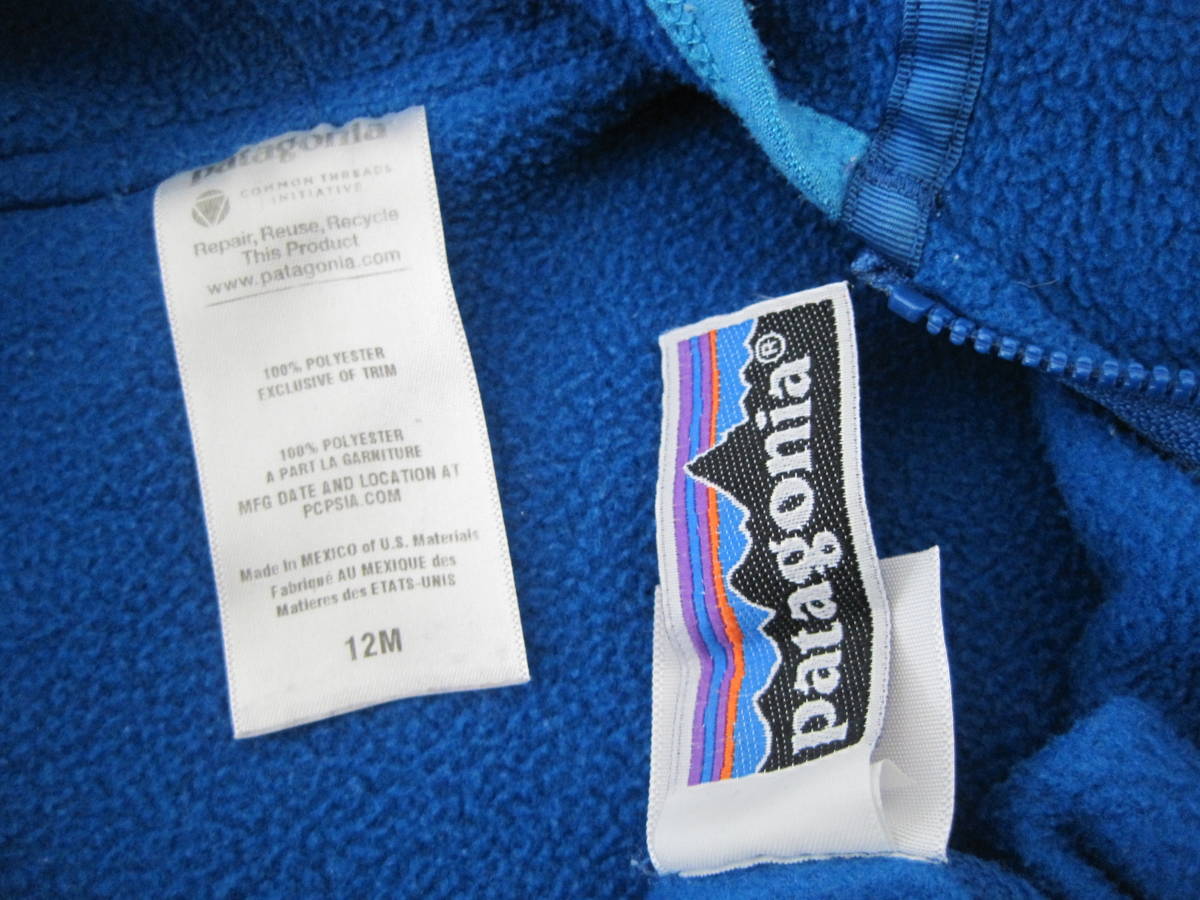 patagonia
COMMON THREADS
INITIATIVE
Repair, Reuse, Recycle
This Product
www.patagonia.com
100% POLYESTER
EXCLUSIVE OF TRIM
100% POLYESTER
A PART LA GARNITURE
MFG DATE AND LOCATION AT
PCPSIA.COM
Made in MEXICO of U.S. Materials
Fabriqué AU MEXIQUE des
Matieres des ETATS-UNIS
12M
patagonia®